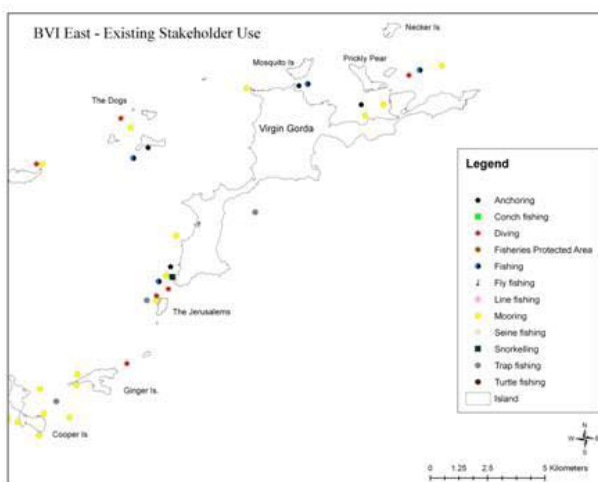 BVI East - Existing Stakeholder Use
Necker Is
Mosquito Is
Prickly Pear
The Dogs
Virgin Gorda
The Jerusalems
Ginger Is.
Cooper Is
Legend
Anchoring
Conch fishing
Diving
Fisheries Protected Area
Fishing
Fly fishing
Line fishing
Mooring
Seine fishing
Snorkelling
Trap fishing
Turtle fishing
Island
N
W E
S
0 1.25 2.5 5 Kilometers